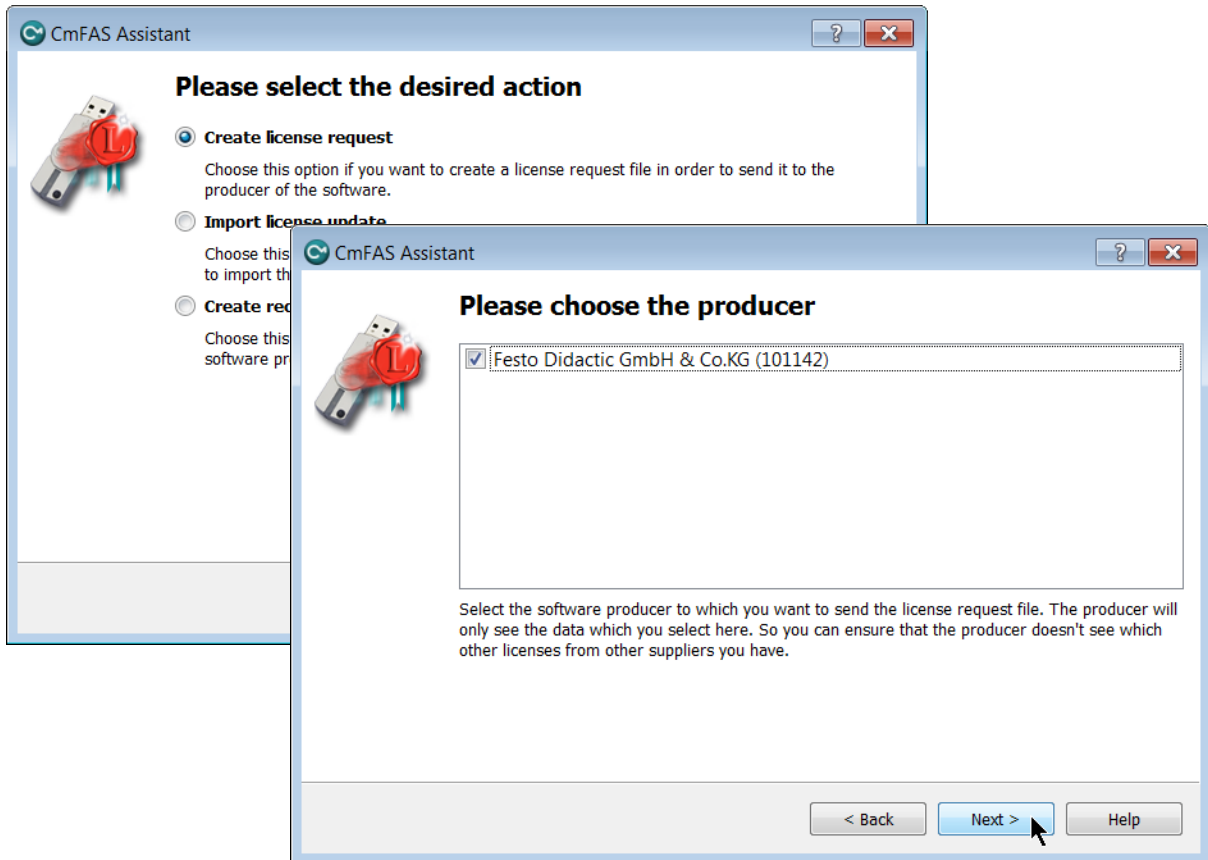 CmFAS Assistant
Please select the desired action
Create license request
Choose this option if you want to create a license request file in order to send it to the
producer of the software.
Import license update
Choose this
to import th
Create rec
Choose this
software pr
CmFAS Assistant
Please choose the producer
Festo Didactic GmbH & Co.KG (101142)
Select the software producer to which you want to send the license request file. The producer will
only see the data which you select here. So you can ensure that the producer doesn't see which
other licenses from other suppliers you have.
< Back
Next >
Help